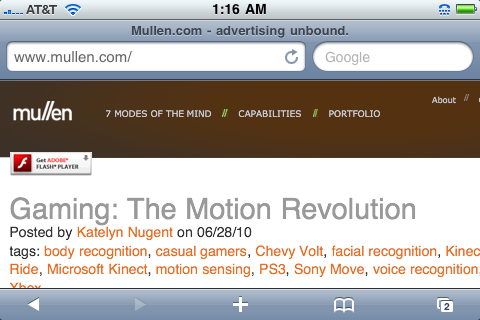 AT&T 1:16 AM
Mullen.com - advertising unbound.
www.mullen.com/ Google
About //
mullen 7 MODES OF THE MIND // CAPABILITIES // PORTFOLIO
Get ADOBE® FLASH® PLAYER
Gaming: The Motion Revolution
Posted by Katelyn Nugent on 06/28/10
tags: body recognition, casual gamers, Chevy Volt, facial recognition, Kinec
Ride, Microsoft Kinect, motion sensing, PS3, Sony Move, voice recognition,
Xbox
2